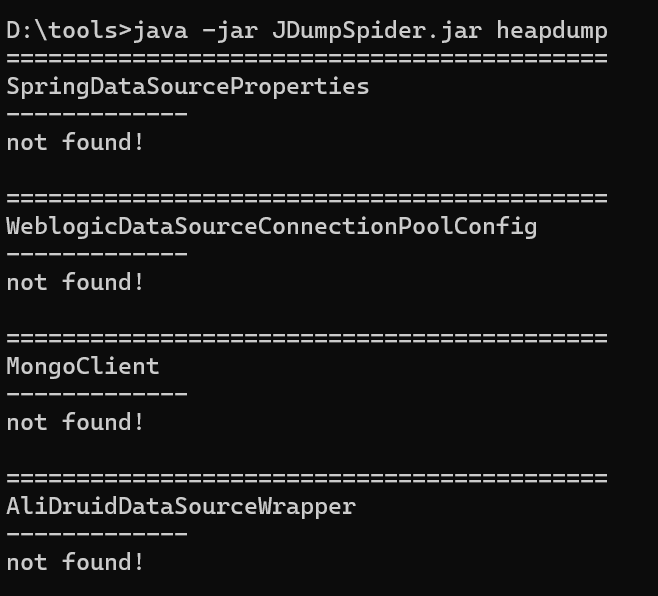 D:\tools>java -jar JDumpSpider.jar heapdump
===========================================
SpringDataSourceProperties
-------------
not found!
===========================================
WeblogicDataSourceConnectionPoolConfig
-------------
not found!
===========================================
MongoClient
-------------
not found!
===========================================
AliDruidDataSourceWrapper
-------------
not found!